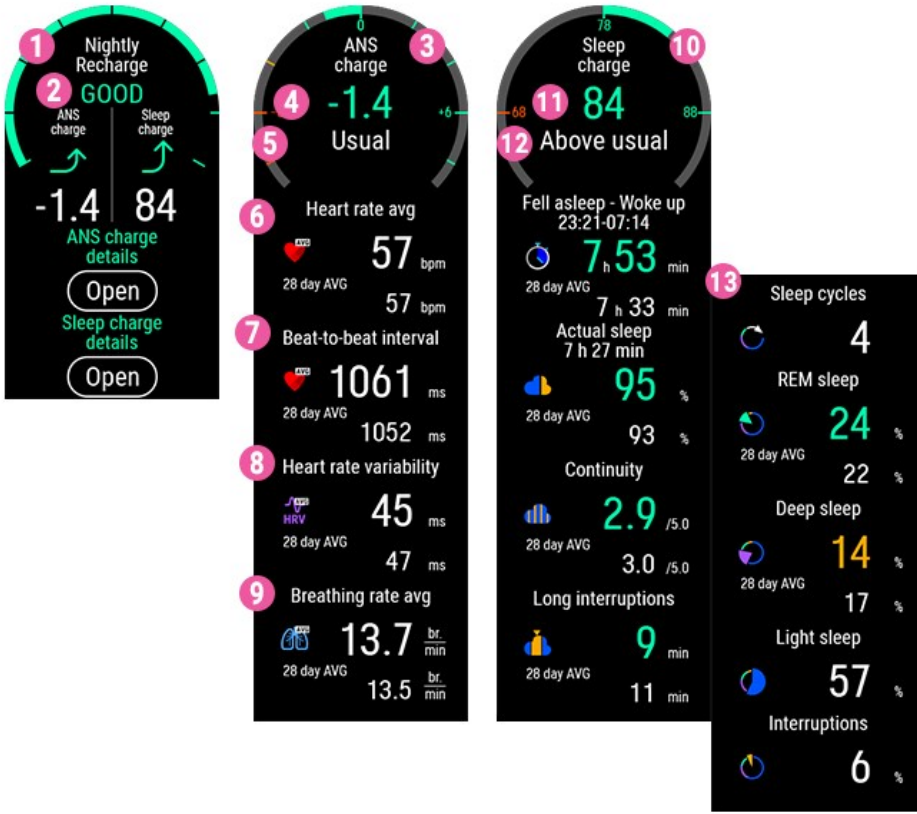 1
Nightly
Recharge
2
GOOD
ANS
charge
Sleep
charge
-1.4
84
ANS charge
details
Open
Sleep charge
details
Open
0
ANS
charge
3
4
-1.4
+6
5
Usual
6
Heart rate avg
AVG
57 bpm
28 day AVG
57 bpm
7
Beat-to-beat interval
AVG
1061 ms
28 day AVG
1052 ms
8
Heart rate variability
AVG
HRV
45 ms
28 day AVG
47 ms
9
Breathing rate avg
AVG
13.7 br.
min
28 day AVG
13.5 br.
min
78
Sleep
charge
10
68
11
84
88
12
Above usual
Fell asleep - Woke up
23:21-07:14
7 h 53 min
28 day AVG
7 h 33 min
Actual sleep
7 h 27 min
95 %
28 day AVG
93 %
Continuity
2.9 /5.0
28 day AVG
3.0 /5.0
Long interruptions
9 min
28 day AVG
11 min
13
Sleep cycles
4
REM sleep
24 %
28 day AVG
22 %
Deep sleep
14 %
28 day AVG
17 %
Light sleep
57 %
Interruptions
6 %